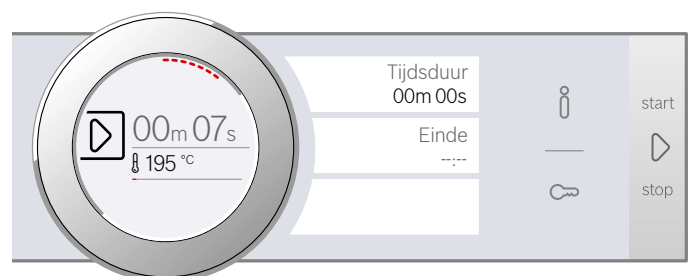 00m 07s
195 °C
Tijdsduur
00m 00s
Einde
--:--
start
stop